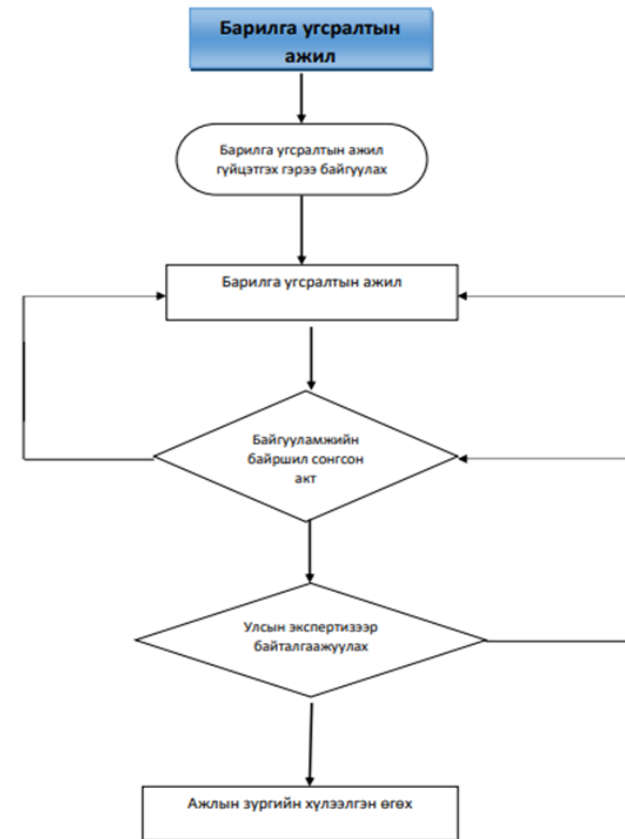 Барилга угсралтын
ажил
Барилга угсралтын ажил
гүйцэтгэх гэрээ байгуулах
Барилга угсралтын ажил
Байгууламжийн
байршил сонгсон
акт
Улсын экспертизээр
байталгаажуулах
Ажлын зургийн хүлээлгэн өгөх